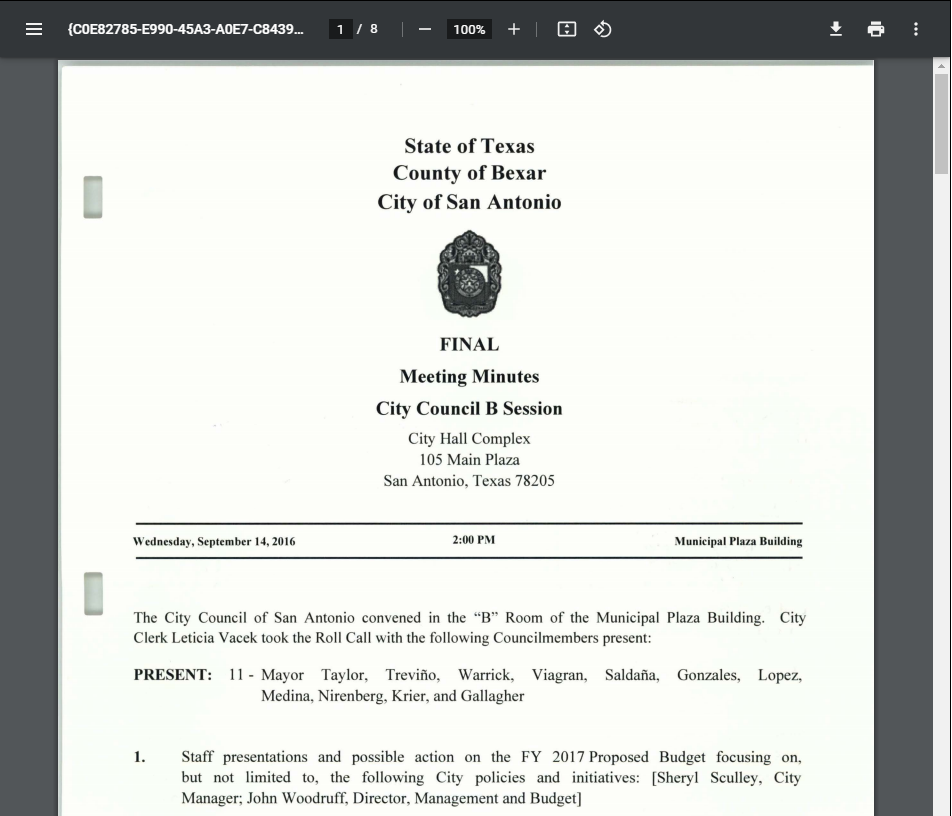 {C0E82785-E990-45A3-A0E7-C8439...
1 / 8
100%
State of Texas
County of Bexar
City of San Antonio
FINAL
Meeting Minutes
City Council B Session
City Hall Complex
105 Main Plaza
San Antonio, Texas 78205
Wednesday, September 14, 2016 2:00 PM Municipal Plaza Building
The City Council of San Antonio convened in the “B” Room of the Municipal Plaza Building. City
Clerk Leticia Vacek took the Roll Call with the following Councilmembers present:
PRESENT: 11 - Mayor Taylor, Treviño, Warrick, Viagran, Saldaña, Gonzales, Lopez,
Medina, Nirenberg, Krier, and Gallagher
1. Staff presentations and possible action on the FY 2017 Proposed Budget focusing on,
but not limited to, the following City policies and initiatives: [Sheryl Sculley, City
Manager; John Woodruff, Director, Management and Budget]